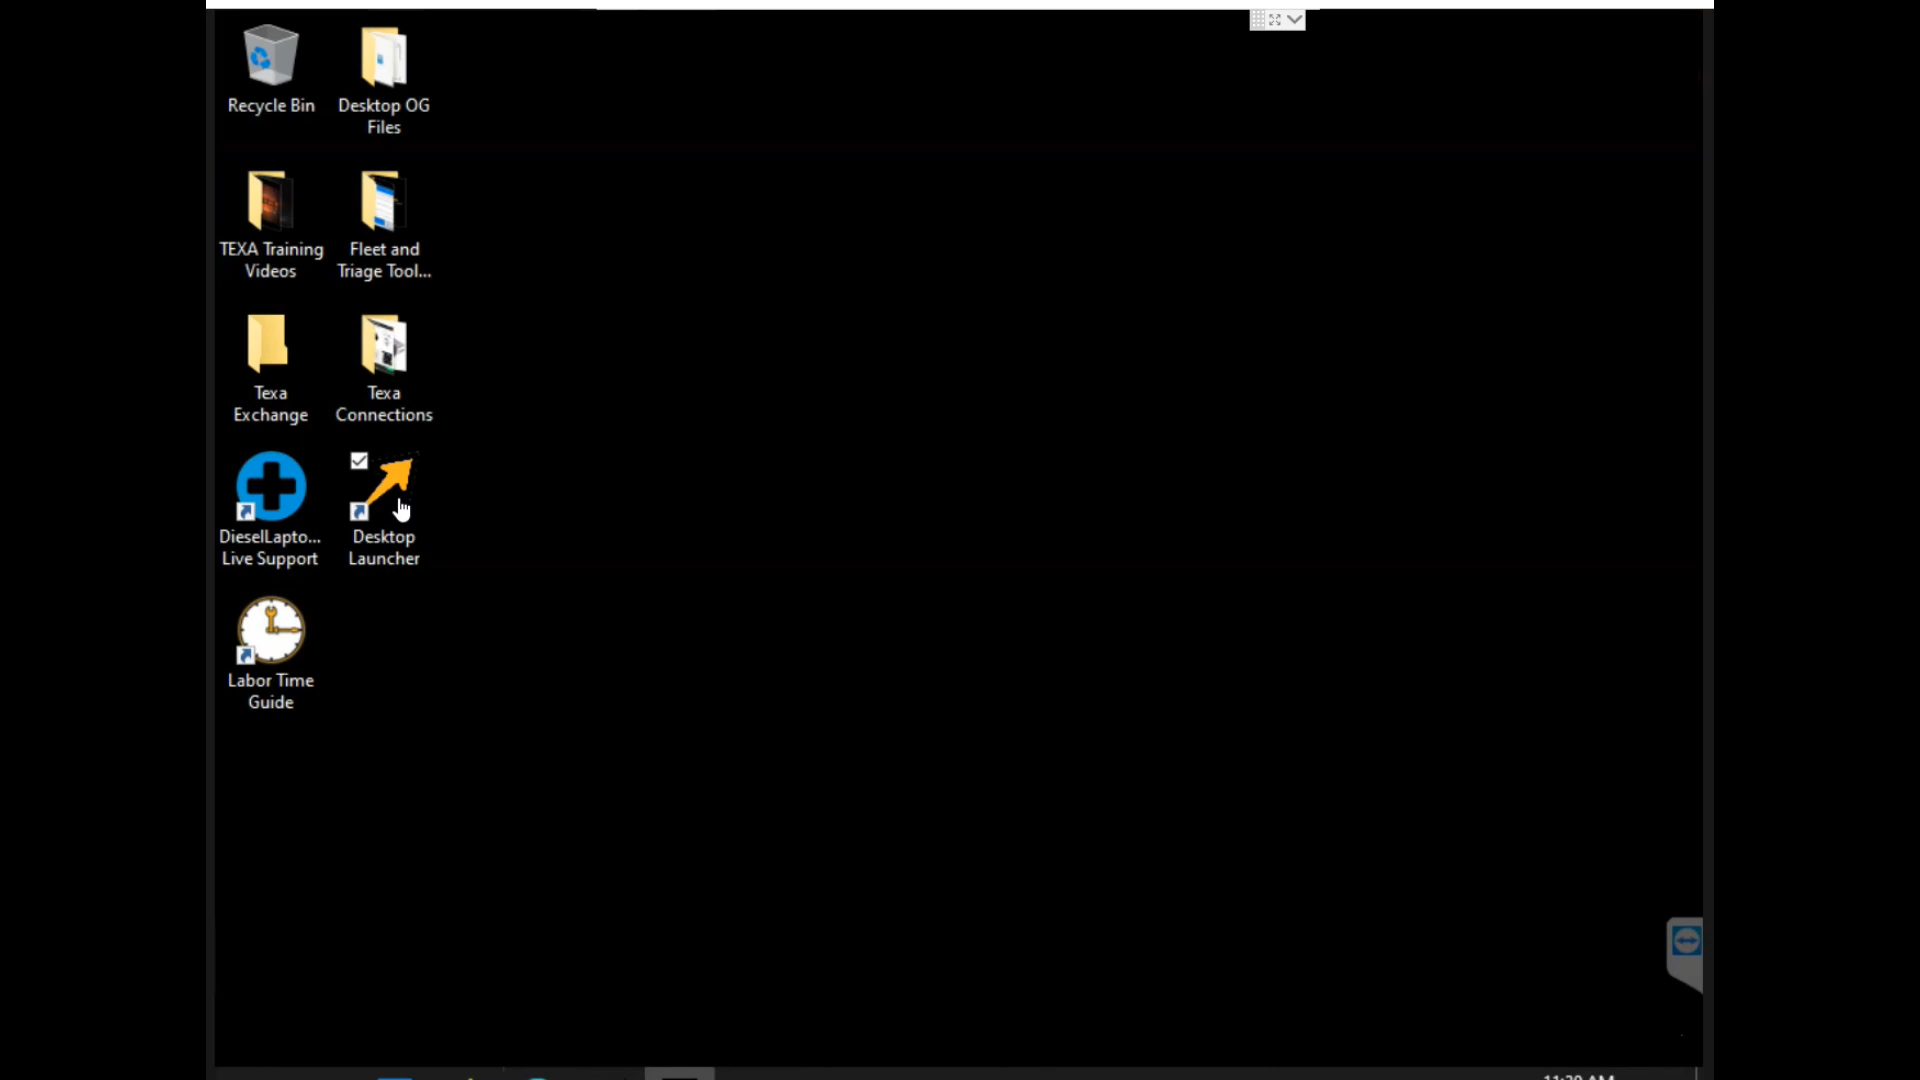 Recycle Bin
Desktop OG
Files
TEXA Training
Videos
Fleet and
Triage Tool...
Texa
Exchange
Texa
Connections
DieselLapto...
Live Support
Desktop
Launcher
Labor Time
Guide